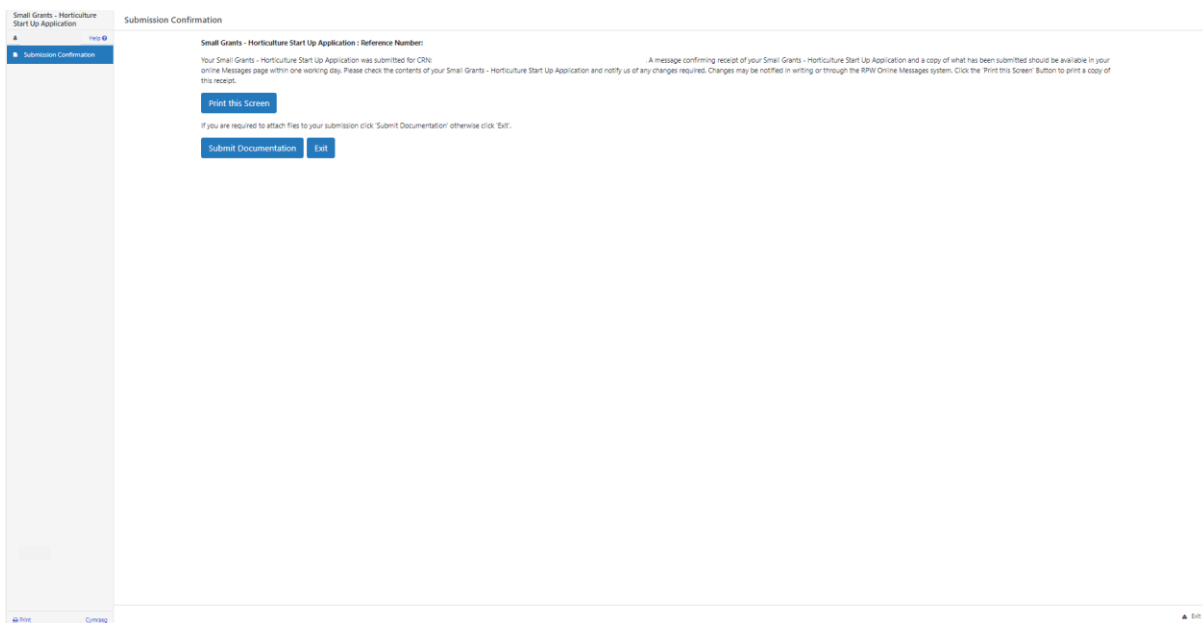 Small Grants - Horticulture
Start Up Application
Help
Submission Confirmation
Submission Confirmation
Small Grants - Horticulture Start Up Application : Reference Number:
Your Small Grants - Horticulture Start Up Application was submitted for CRN: . A message confirming receipt of your Small Grants - Horticulture Start Up Application and a copy of what has been submitted should be available in your
online Messages page within one working day. Please check the contents of your Small Grants - Horticulture Start Up Application and notify us of any changes required. Changes may be notified in writing or through the RPW Online Messages system. Click the 'Print this Screen' Button to print a copy of
this receipt.
Print this Screen
If you are required to attach files to your submission click 'Submit Documentation' otherwise click 'Exit'.
Submit Documentation Exit
Print Cymraeg
Exit